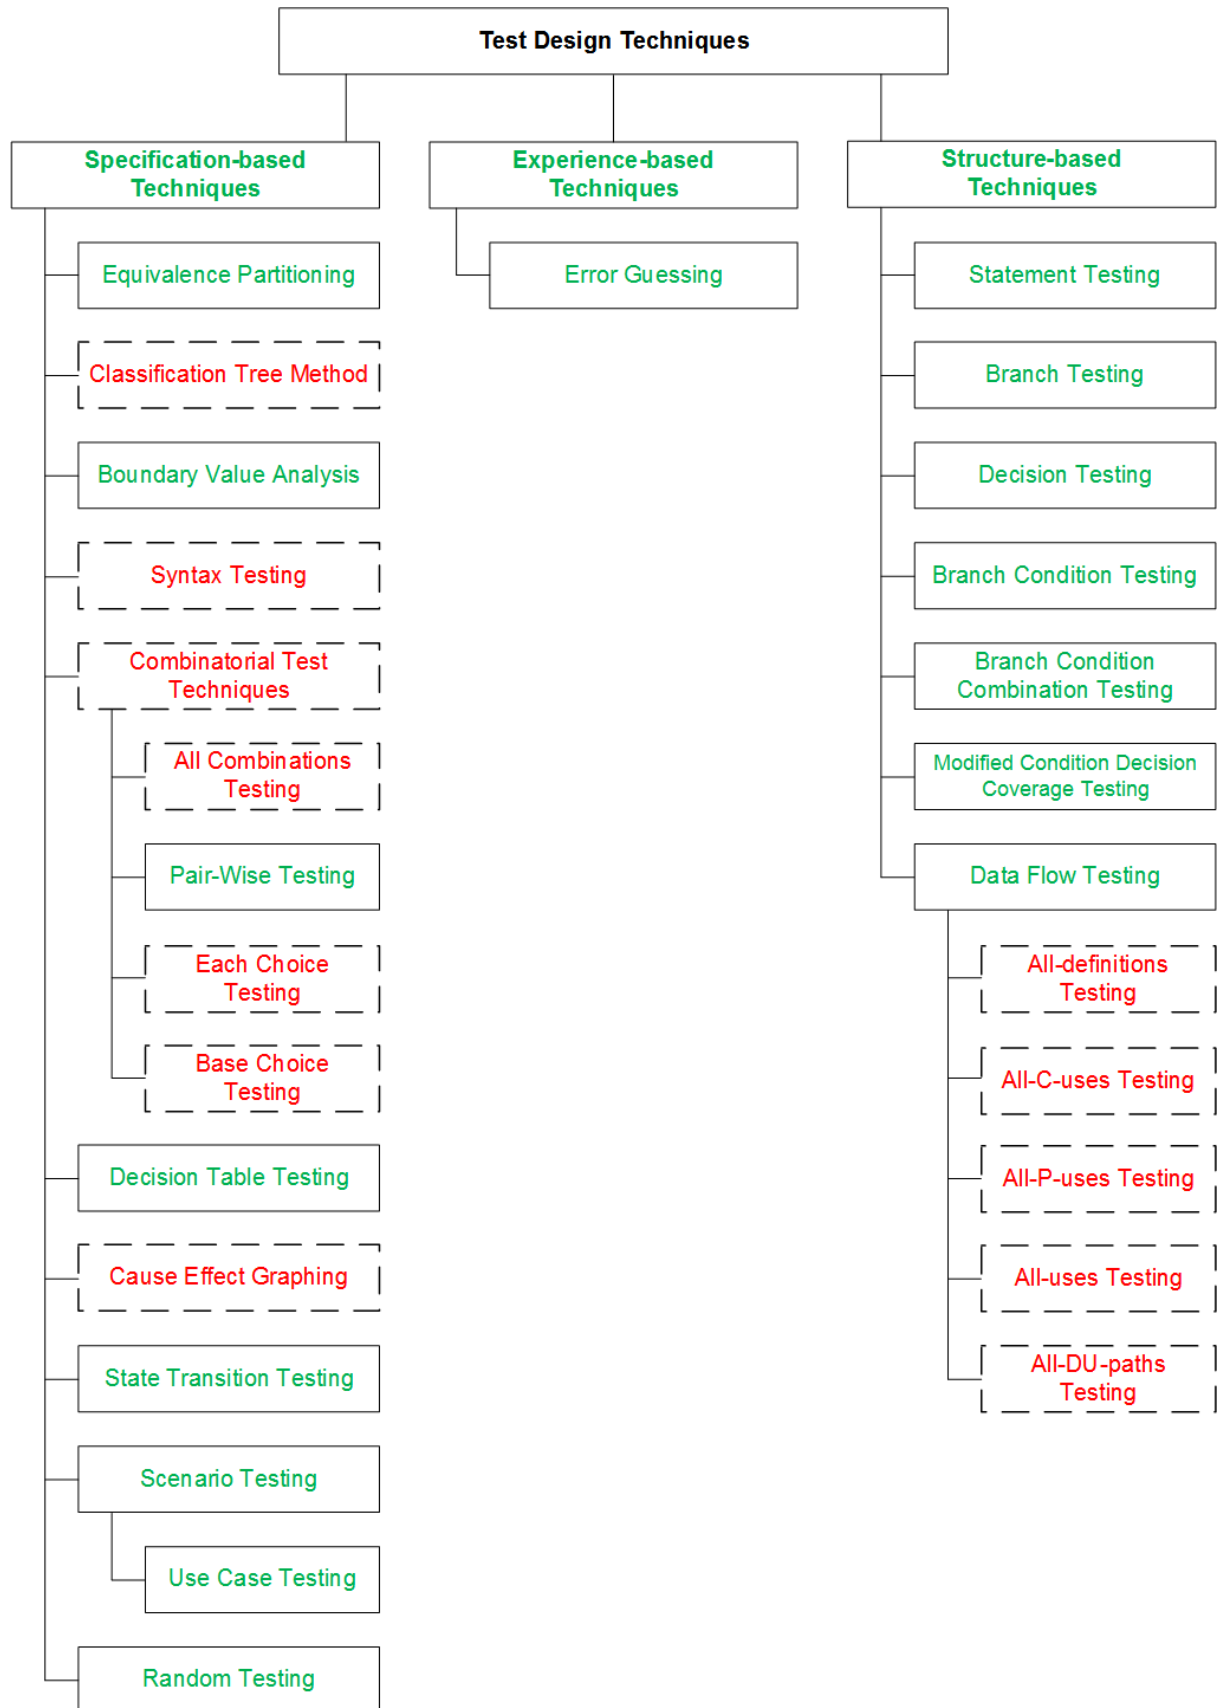 Test Design Techniques
Specification-based
Techniques
Equivalence Partitioning
Classification Tree Method
Boundary Value Analysis
Syntax Testing
Combinatorial Test
Techniques
All Combinations
Testing
Pair-Wise Testing
Each Choice
Testing
Base Choice
Testing
Decision Table Testing
Cause Effect Graphing
State Transition Testing
Scenario Testing
Use Case Testing
Random Testing
Experience-based
Techniques
Error Guessing
Structure-based
Techniques
Statement Testing
Branch Testing
Decision Testing
Branch Condition Testing
Branch Condition
Combination Testing
Modified Condition Decision
Coverage Testing
Data Flow Testing
All-definitions
Testing
All-C-uses Testing
All-P-uses Testing
All-uses Testing
All-DU-paths
Testing